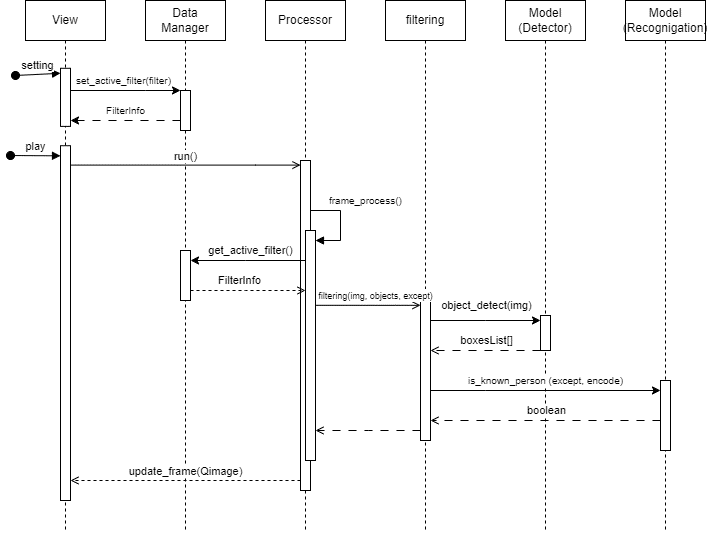 View
Data
Manager
Processor
filtering
Model
(Detector)
Model
(Recognigation)
setting
set_active_filter(filter)
FilterInfo
play
run()
frame_process()
get_active_filter()
FilterInfo
filtering(img, objects, except)
object_detect(img)
boxesList[]
is_known_person (except, encode)
boolean
update_frame(Qimage)